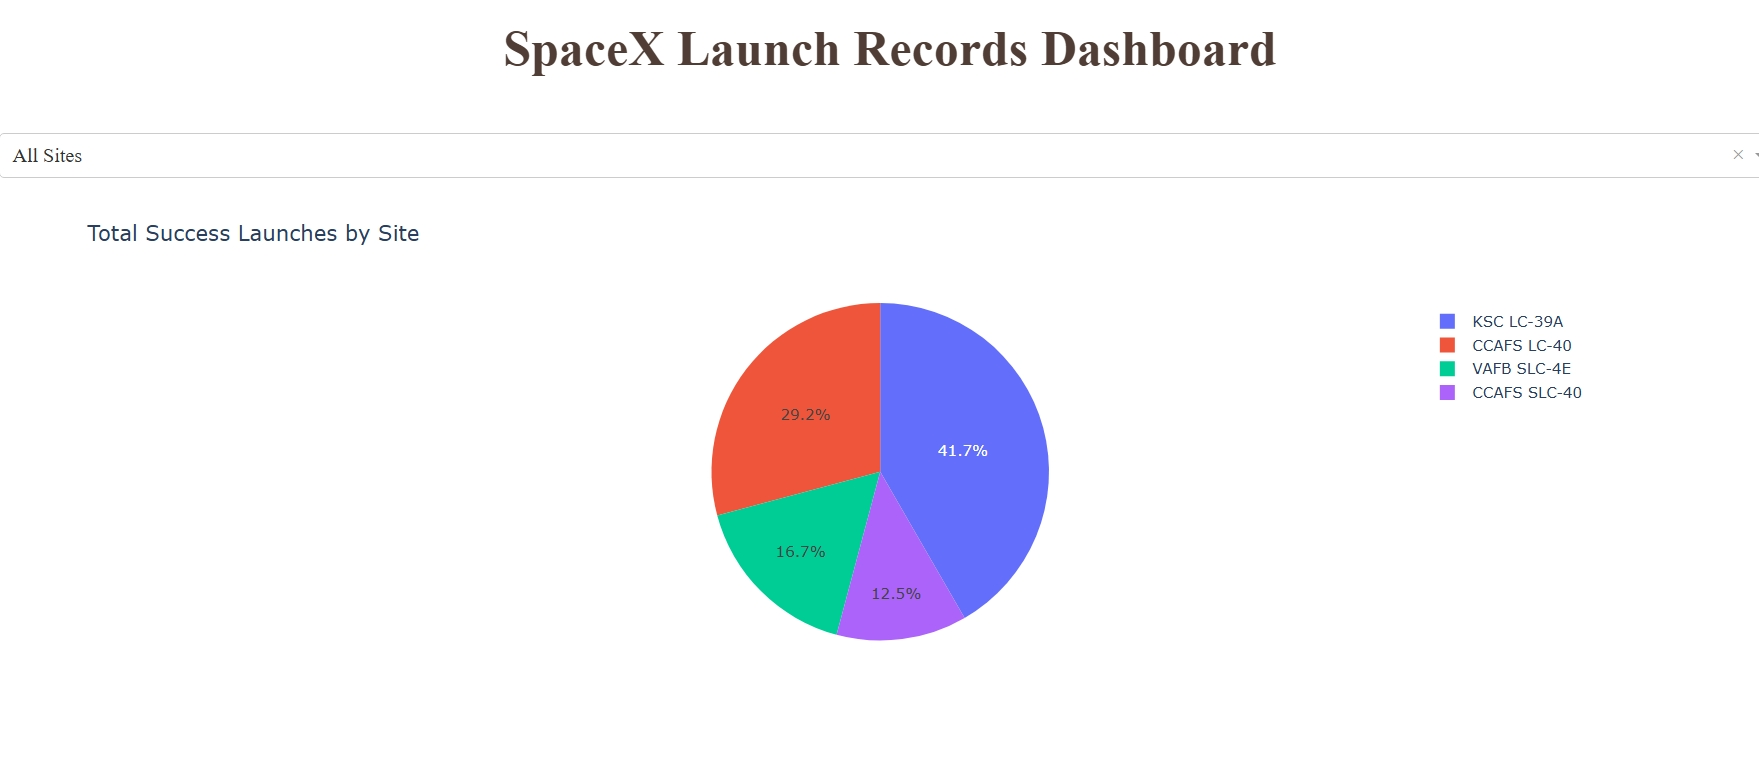 SpaceX Launch Records Dashboard
All Sites ×
Total Success Launches by Site
KSC LC-39A
CCAFS LC-40
VAFB SLC-4E
CCAFS SLC-40
29.2%
41.7%
16.7%
12.5%